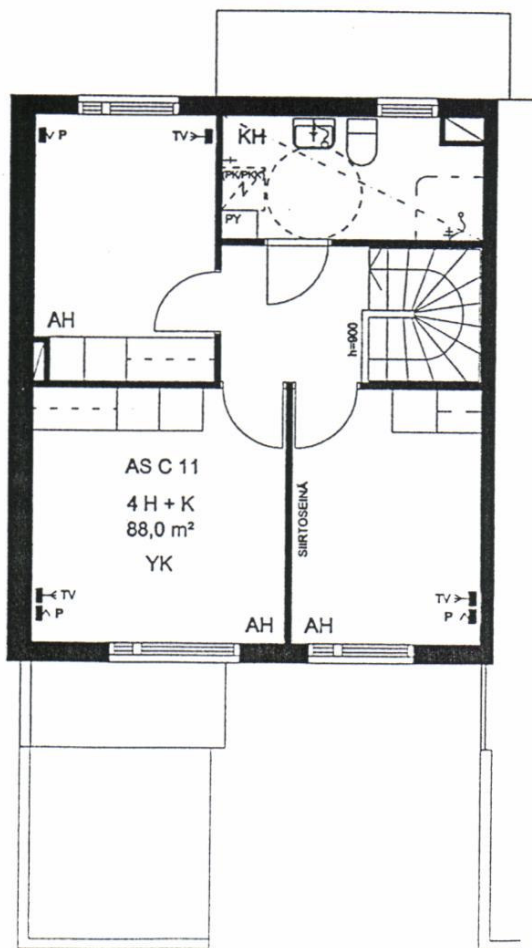 P
TV
KH
PK/PKK
PY
AH
h=900
AS C 11
4 H + K
88,0 m²
YK
SIIRTOSEINÄ
TV
P
TV
P
AH
AH